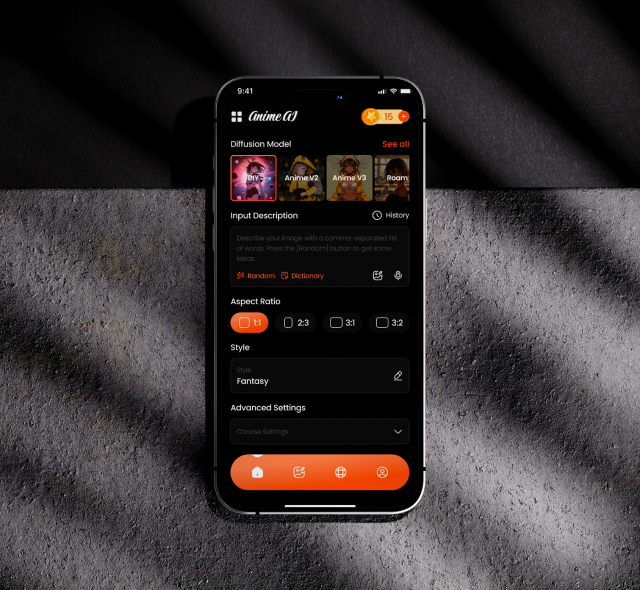 9:41
Anime AI
15
Diffusion Model
See all
DIY
Anime V2
Anime V3
Roam
Input Description
History
Describe your image with a comma-separated list
of words. Press the [Random] button to get some
ideas.
Random
Dictionary
Aspect Ratio
1:1
2:3
3:1
3:2
Style
Style
Fantasy
Advanced Settings
Choose Settings